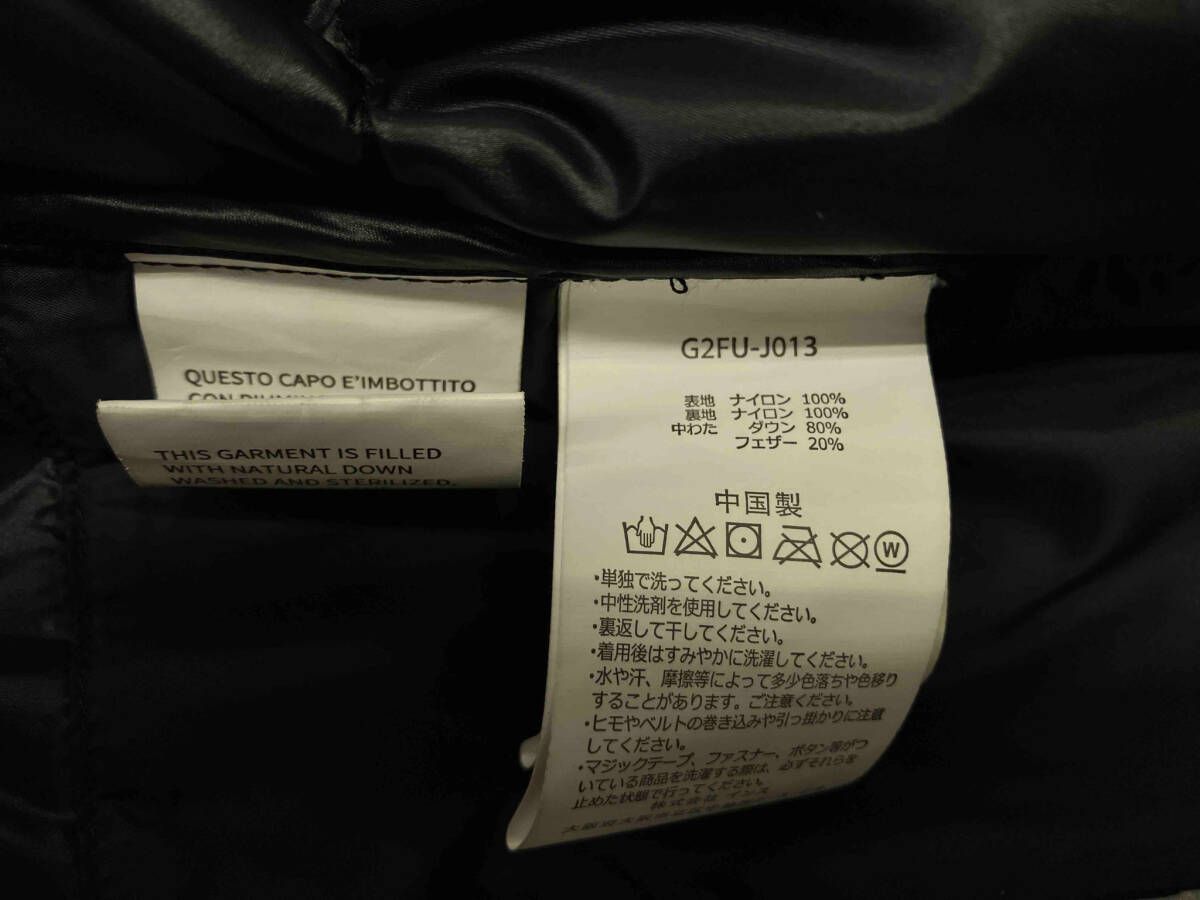 QUESTO CAPO E'IMBOTTITO
THIS GARMENT IS FILLED
WITH NATURAL DOWN
WASHED AND STERILIZED.
G2FU-J013
表地 ナイロン 100%
裏地 ナイロン 100%
中わた ダウン 80%
フェザー 20%
中国製
W
・単独で洗ってください。
・中性洗剤を使用してください。
・裏返して干してください。
・着用後はすみやかに洗濯してください。
・水や汗、摩擦等によって多少色落ちや色移り
することがあります。ご注意ください。
・ヒモやベルトの巻き込みや引っ掛かりに注意
してください。
・マジックテープ、ファスナー、ボタン等がつ
いている商品を洗濯する際は、必ずそれらを
止めた状態で行ってください。
株式会社